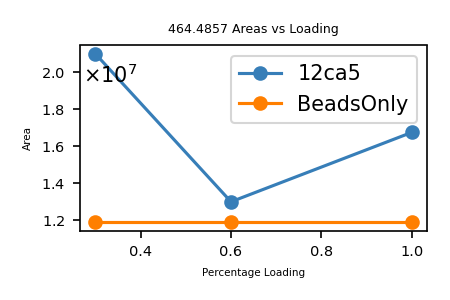 464.4857 Areas vs Loading
×10⁷
12ca5
BeadsOnly
2.0
1.8
1.6
1.4
1.2
Area
0.4 0.6 0.8 1.0
Percentage Loading